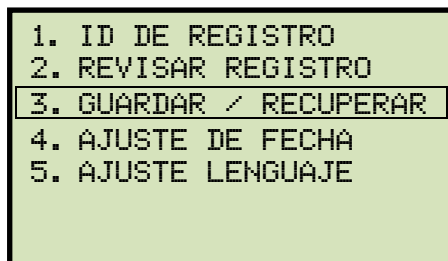 1. ID DE REGISTRO
2. REVISAR REGISTRO
3. GUARDAR / RECUPERAR
4. AJUSTE DE FECHA
5. AJUSTE LENGUAJE